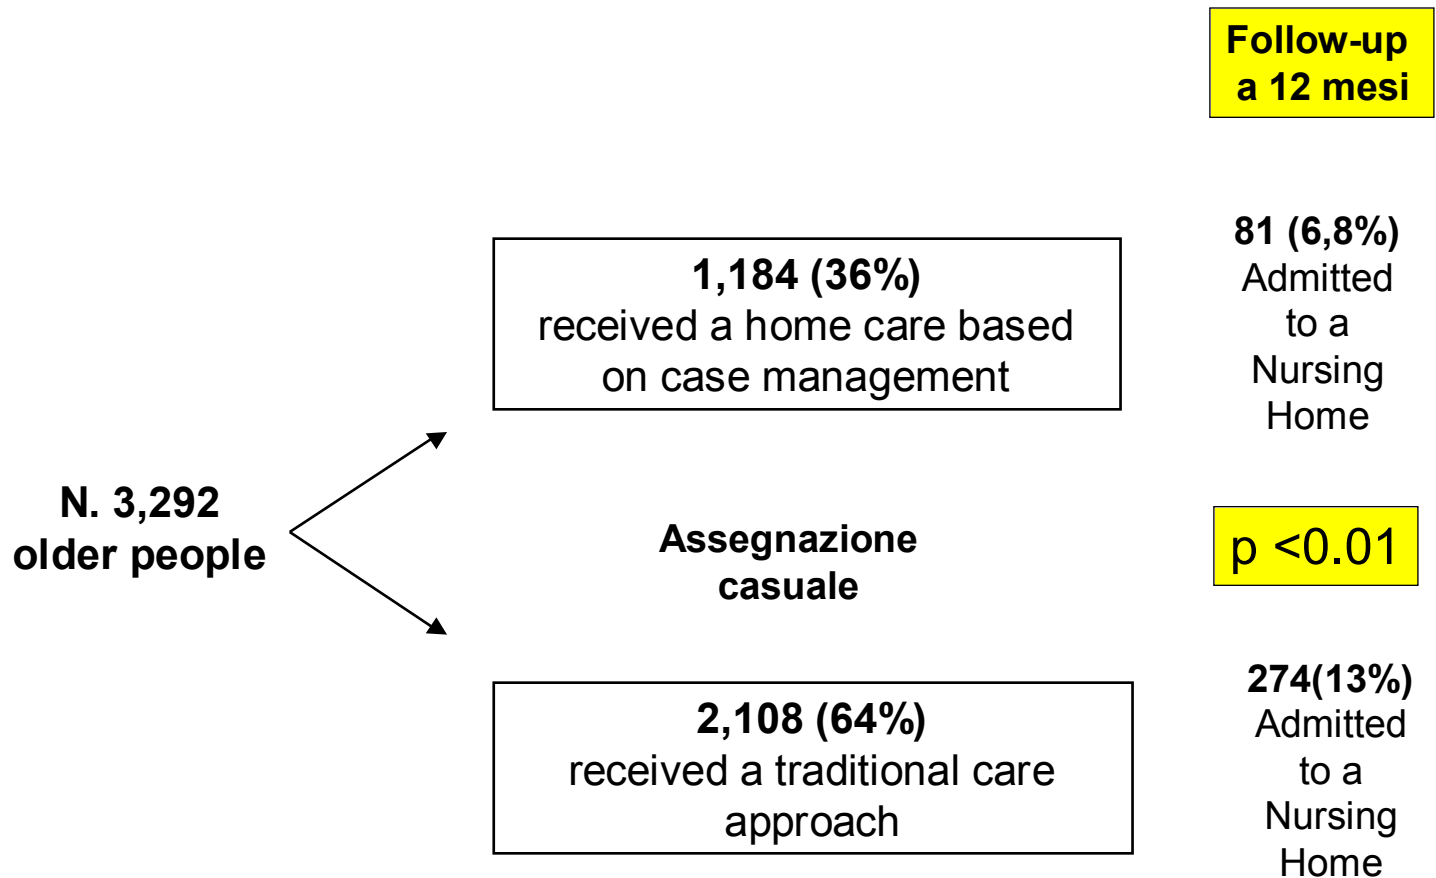 Follow-up
a 12 mesi
1,184 (36%)
received a home care based
on case management
81 (6,8%)
Admitted
to a
Nursing
Home
N. 3,292
older people
Assegnazione
casuale
p <0.01
2,108 (64%)
received a traditional care
approach
274(13%)
Admitted
to a
Nursing
Home